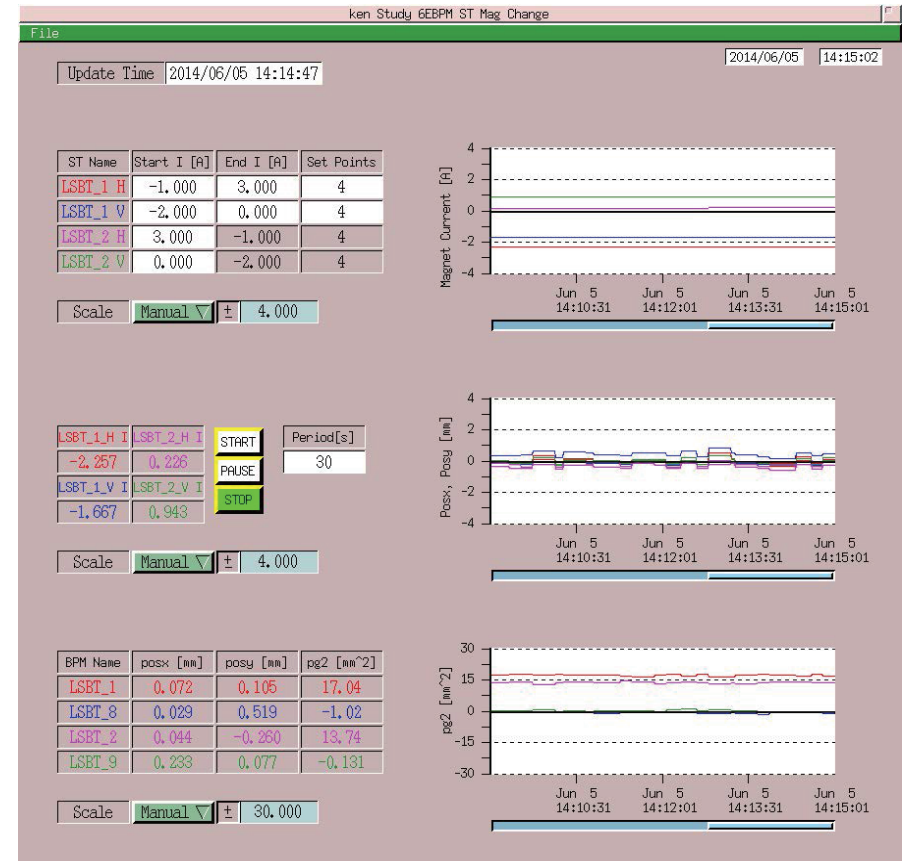 ken Study 6EBPM ST Mag Change
File
Update Time 2014/06/05 14:14:47
2014/06/05 14:15:02
ST Name Start I [A] End I [A] Set Points
LSBT_1 H -1.000 3.000 4
LSBT_1 V -2.000 0.000 4
LSBT_2 H 3.000 -1.000 4
LSBT_2 V 0.000 -2.000 4
Scale Manual ± 4.000
Magnet Current [A]
4
2
0
-2
-4
Jun 5 Jun 5 Jun 5 Jun 5
14:10:31 14:12:01 14:13:31 14:15:01
LSBT_1_H I LSBT_2_H I
-2.257 0.226
LSBT_1_V I LSBT_2_V I
-1.667 0.943
START
PAUSE
STOP
Period[s]
30
Scale Manual ± 4.000
Posx, Posy [mm]
4
2
0
-2
-4
Jun 5 Jun 5 Jun 5 Jun 5
14:10:31 14:12:01 14:13:31 14:15:01
BPM Name posx [mm] posy [mm] pg2 [mm^2]
LSBT_1 0.072 0.105 17.04
LSBT_8 0.029 0.519 -1.02
LSBT_2 0.044 -0.260 13.74
LSBT_9 0.233 0.077 -0.131
Scale Manual ± 30.000
pg2 [mm^2]
30
15
0
-15
-30
Jun 5 Jun 5 Jun 5 Jun 5
14:10:31 14:12:01 14:13:31 14:15:01